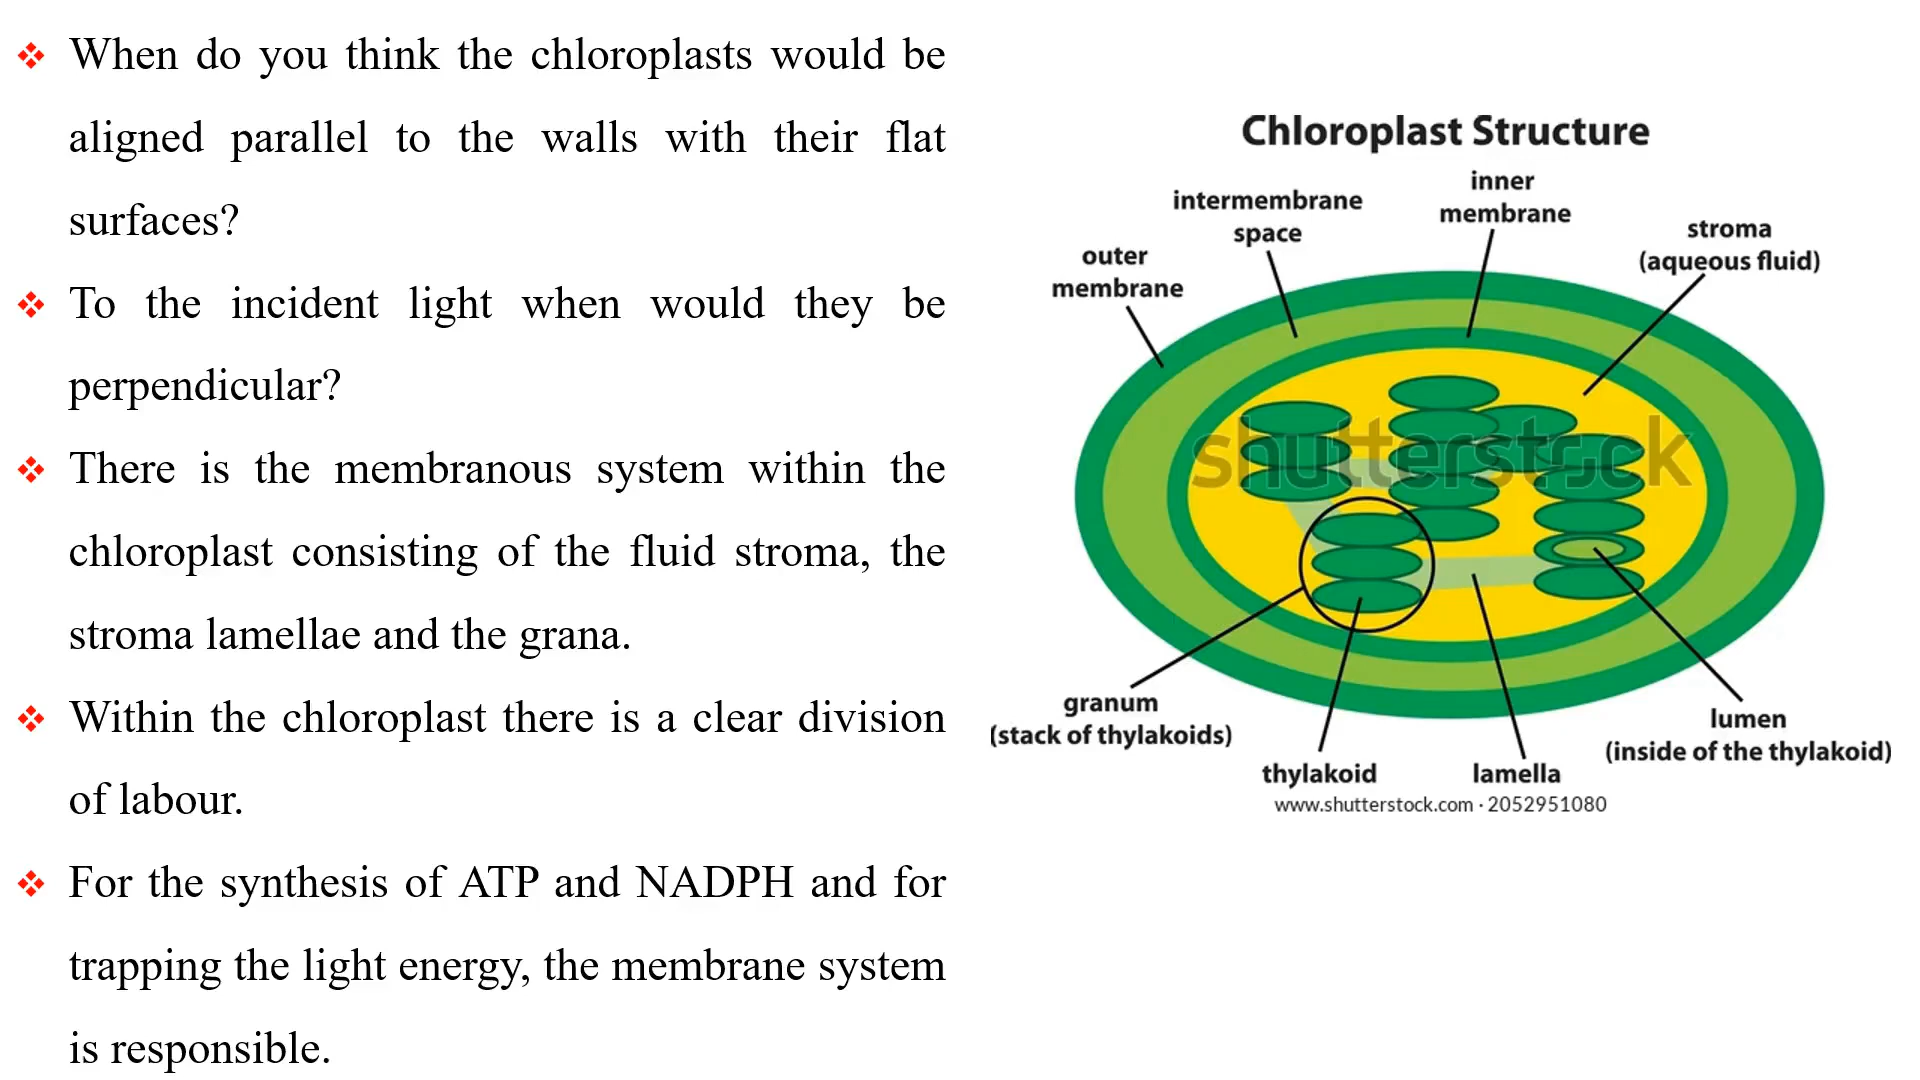 When do you think the chloroplasts would be
aligned parallel to the walls with their flat
surfaces?
To the incident light when would they be
perpendicular?
There is the membranous system within the
chloroplast consisting of the fluid stroma, the
stroma lamellae and the grana.
Within the chloroplast there is a clear division
of labour.
For the synthesis of ATP and NADPH and for
trapping the light energy, the membrane system
is responsible.
Chloroplast Structure
intermembrane
space
inner
membrane
stroma
(aqueous fluid)
outer
membrane
shutterstock
granum
(stack of thylakoids)
thylakoid
lamella
lumen
(inside of the thylakoid)
www.shutterstock.com · 2052951080